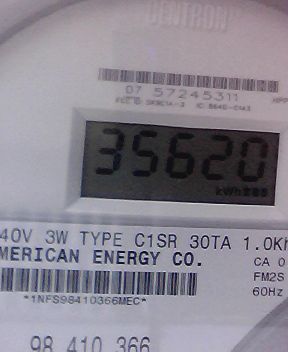 CENTRON
07 57245311
35620
kWh
40V 3W TYPE C1SR 30TA 1.0Kh
MERICAN ENERGY CO.
CA 0
FM2S
60Hz
*1NFS98410366MEC*
98 410 366